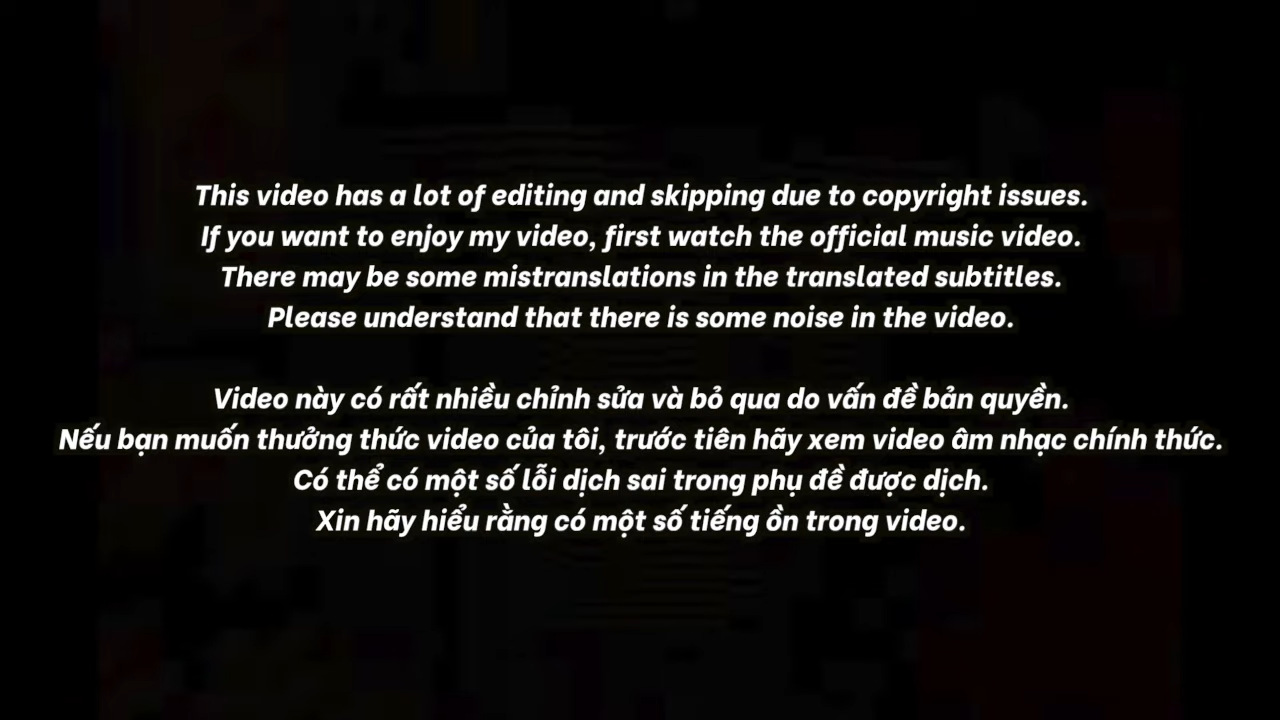 This video has a lot of editing and skipping due to copyright issues.
If you want to enjoy my video, first watch the official music video.
There may be some mistranslations in the translated subtitles.
Please understand that there is some noise in the video.
Video này có rất nhiều chỉnh sửa và bỏ qua do vấn đề bản quyền.
Nếu bạn muốn thưởng thức video của tôi, trước tiên hãy xem video âm nhạc chính thức.
Có thể có một số lỗi dịch sai trong phụ đề được dịch.
Xin hãy hiểu rằng có một số tiếng ồn trong video.